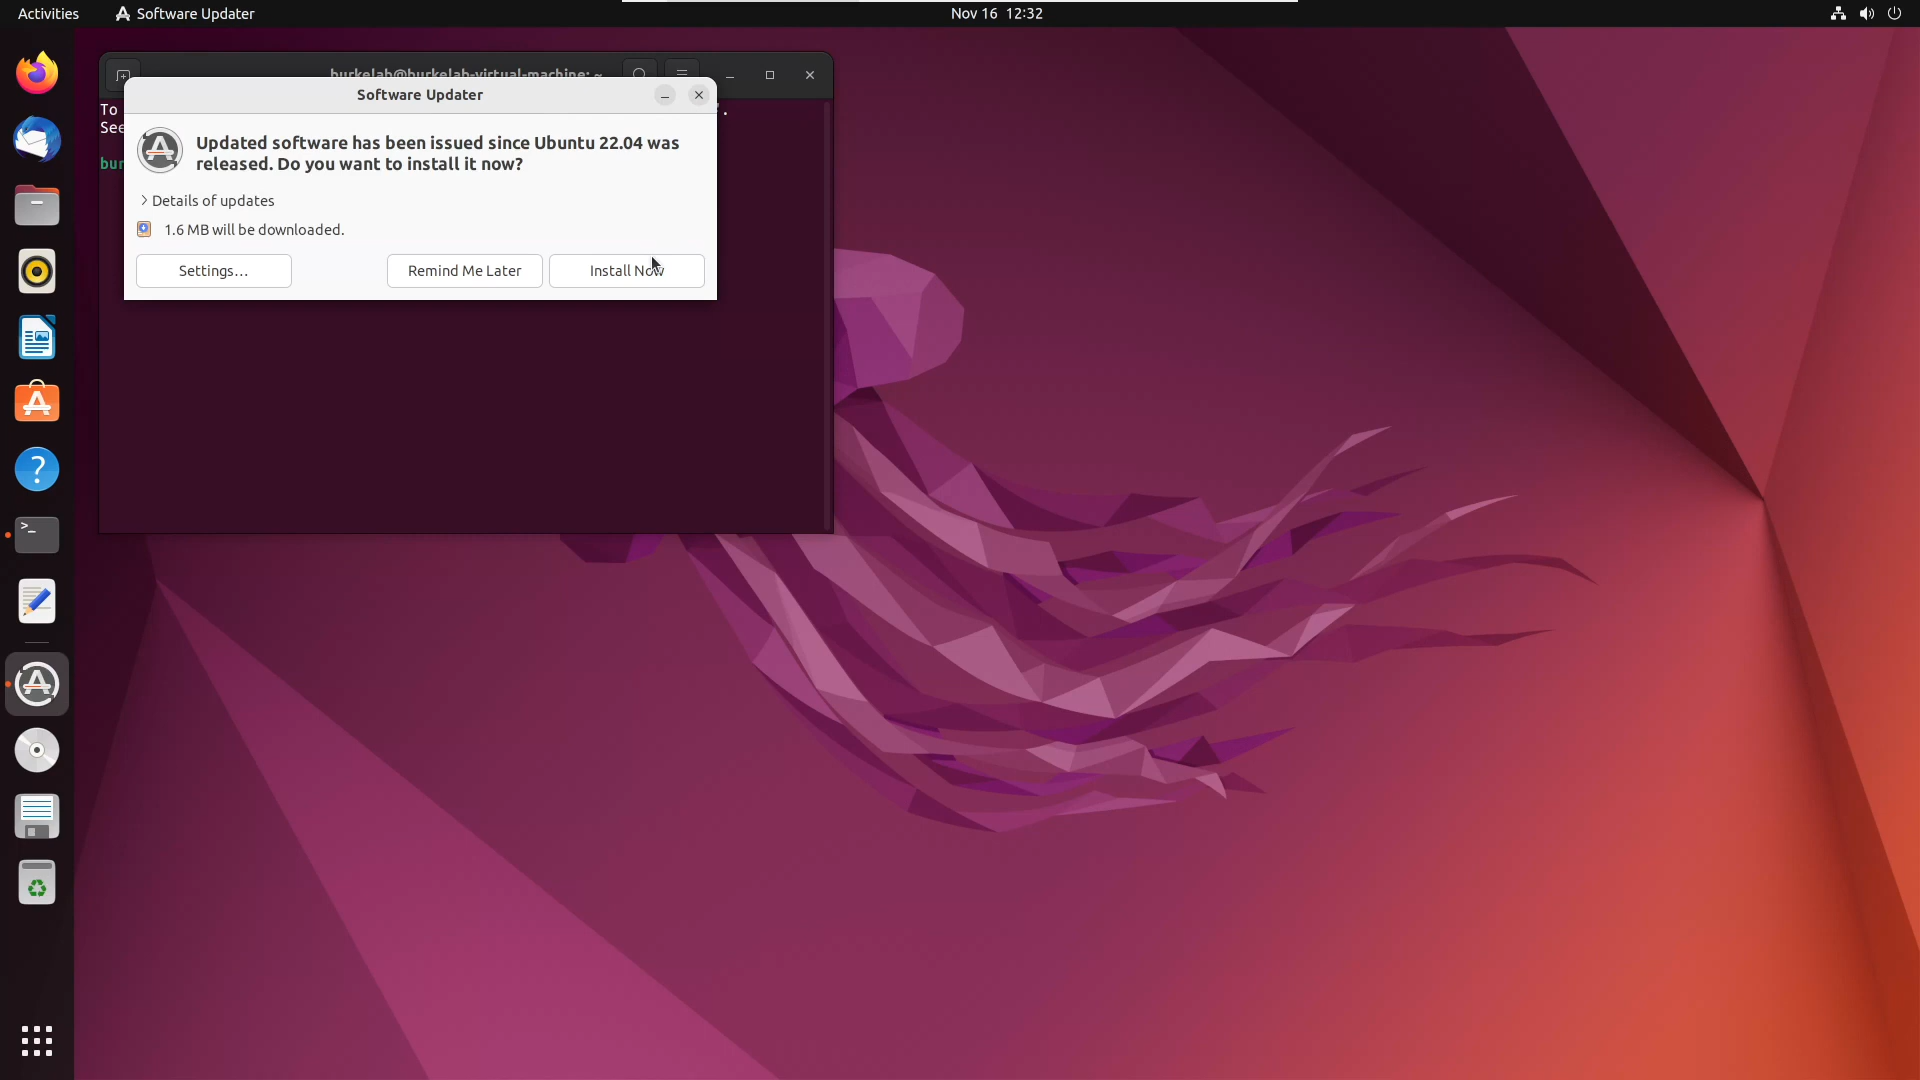 Activities
Software Updater
Nov 16 12:32
burkelab@burkelab-virtual-machine: ~
Software Updater
To
See
bur
Updated software has been issued since Ubuntu 22.04 was
released. Do you want to install it now?
Details of updates
1.6 MB will be downloaded.
Settings…
Remind Me Later
Install Now